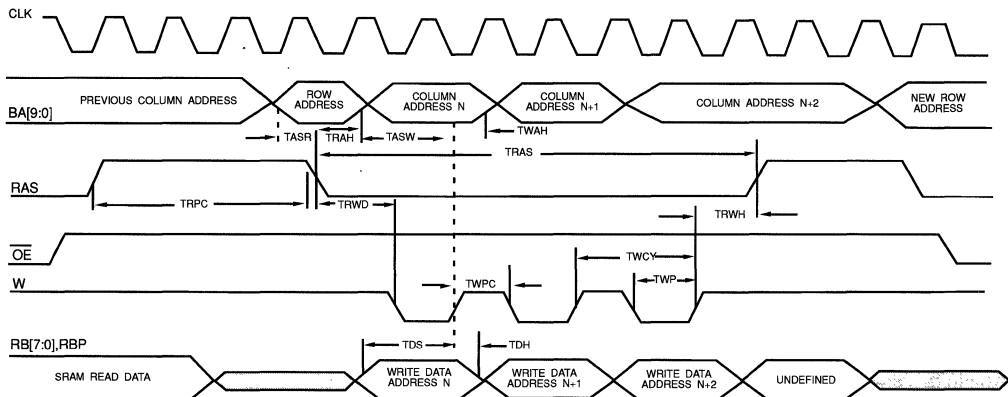 CLK
BA[9:0]
PREVIOUS COLUMN ADDRESS
ROW
ADDRESS
COLUMN
ADDRESS N
COLUMN
ADDRESS N+1
COLUMN ADDRESS N+2
NEW ROW
ADDRESS
TASR
TRAH
TASW
TWAH
TRAS
RAS
TRPC
TRWD
TRWH
OE
TWCY
W
TWPC
TWP
RB[7:0],RBP
TDS
TDH
SRAM READ DATA
WRITE DATA
ADDRESS N
WRITE DATA
ADDRESS N+1
WRITE DATA
ADDRESS N+2
UNDEFINED